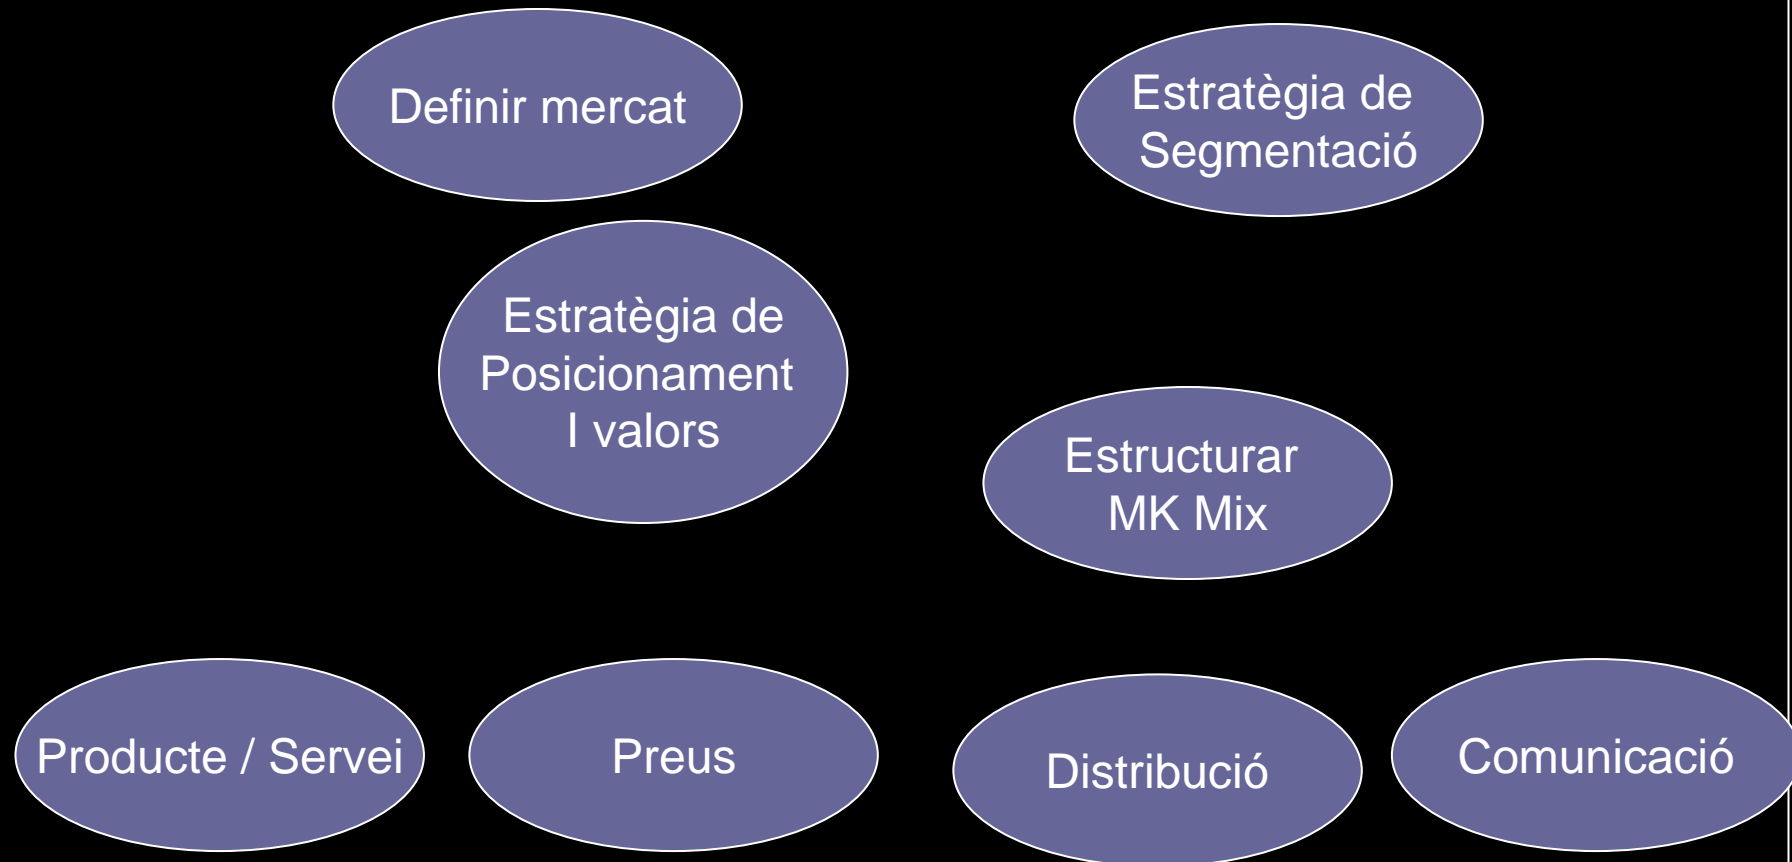 Definir mercat
Estratègia de
Segmentació
Estratègia de
Posicionament
I valors
Estructurar
MK Mix
Producte / Servei
Preus
Distribució
Comunicació